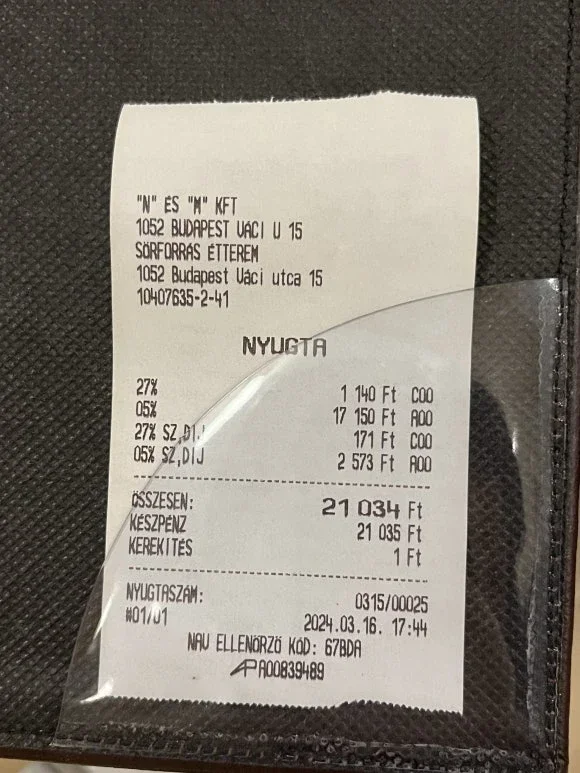 "N" ÉS "M" KFT
1052 BUDAPEST VÁCI U 15
SÖRFORRÁS ÉTTEREM
1052 Budapest Váci utca 15
10407635-2-41
NYUGTA
27% 1 140 Ft C00
05% 17 150 Ft A00
27% SZ,DIJ 171 Ft C00
05% SZ,DIJ 2 573 Ft A00
ÖSSZESEN: 21 034 Ft
KÉSZPÉNZ 21 035 Ft
KEREKITÉS 1 Ft
NYUGTASZÁM: 0315/00025
#01/01 2024.03.16. 17:44
NAV ELLENŐRZŐ KÓD: 67BDA
AP A00839489